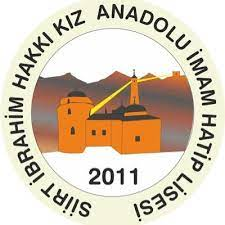 SİİRT İBRAHİM HAKKI KIZ ANADOLU İMAM HATİP LİSESİ
2011